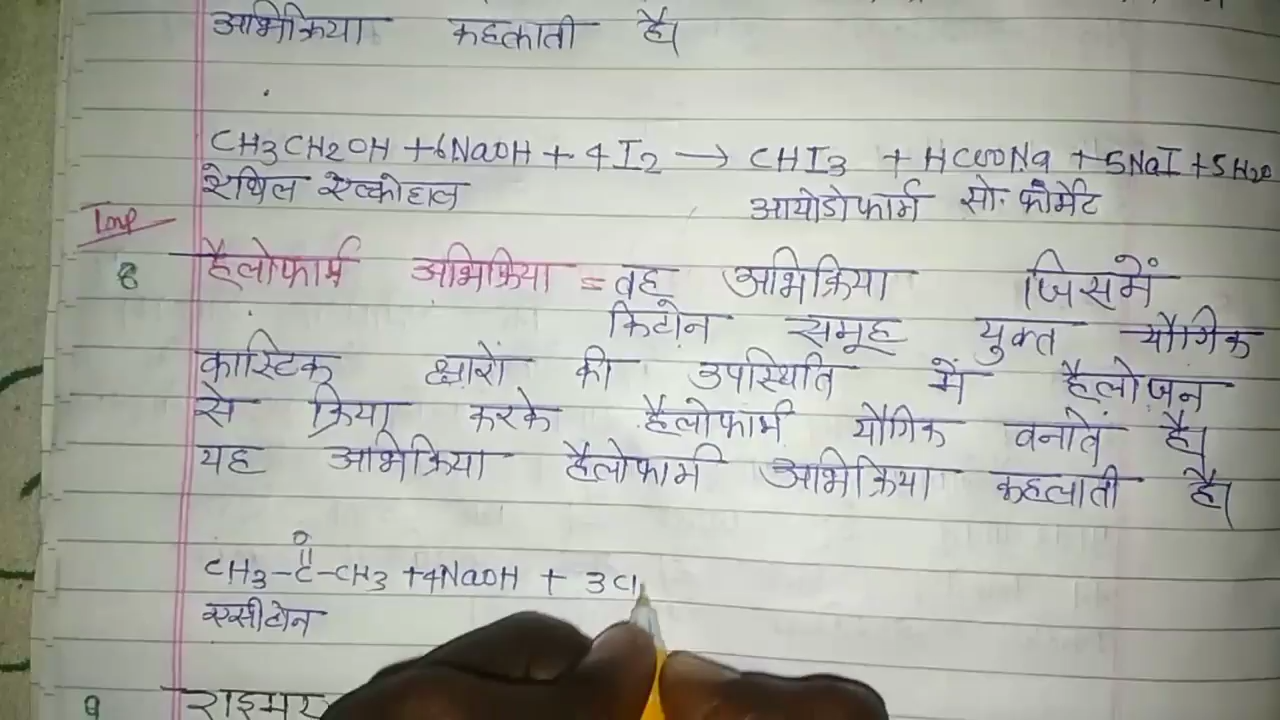 अभिक्रिया कहलाती है।
CH3CH2OH + 6NaOH + 4I2 → CHI3 + HCOONa + 5NaI + 5H2O
ऐथिल एल्कोहाल आयोडोफार्म सो. फोर्मेट
Imp
8 हैलोफार्म अभिक्रिया = वह अभिक्रिया जिसमें
किटोन समूह युक्त यौगिक
कास्टिक क्षारों की उपस्थिति में हैलोजन
से क्रिया करके हैलोफार्म यौगिक बनाते है।
यह अभिक्रिया हैलोफार्म अभिक्रिया कहलाती है।
O
CH3-C-CH3 + 4NaOH + 3Cl
एसीटोन
9 राइमर